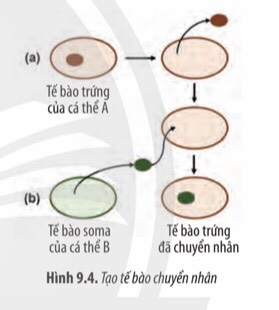 (a)
Tế bào trứng
của cá thể A
(b)
Tế bào soma
của cá thể B
Tế bào trứng
đã chuyển nhân
Hình 9.4. Tạo tế bào chuyển nhân